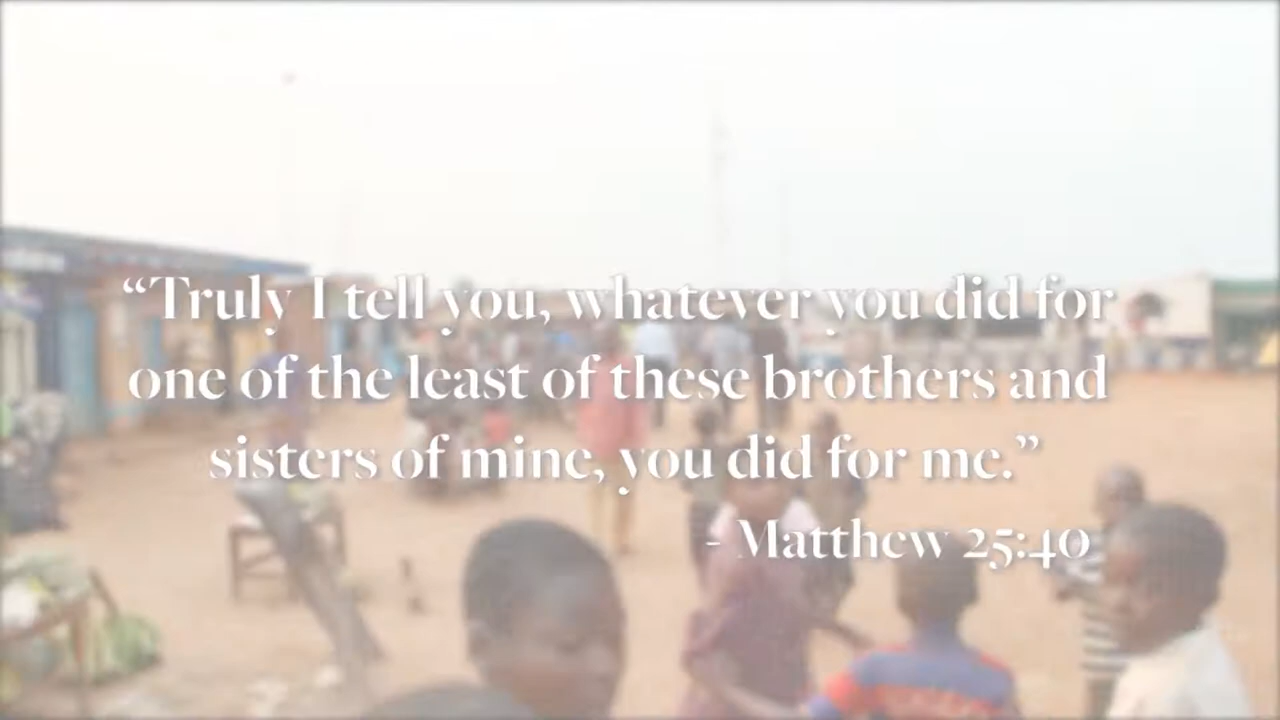 “Truly I tell you, whatever you did for
one of the least of these brothers and
sisters of mine, you did for me.”
- Matthew 25:40